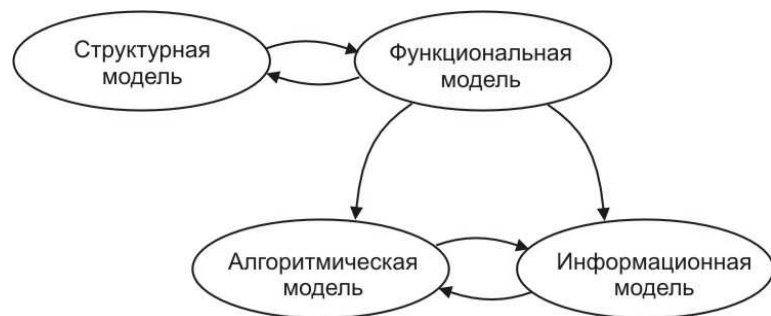 Структурная
модель
Функциональная
модель
Алгоритмическая
модель
Информационная
модель